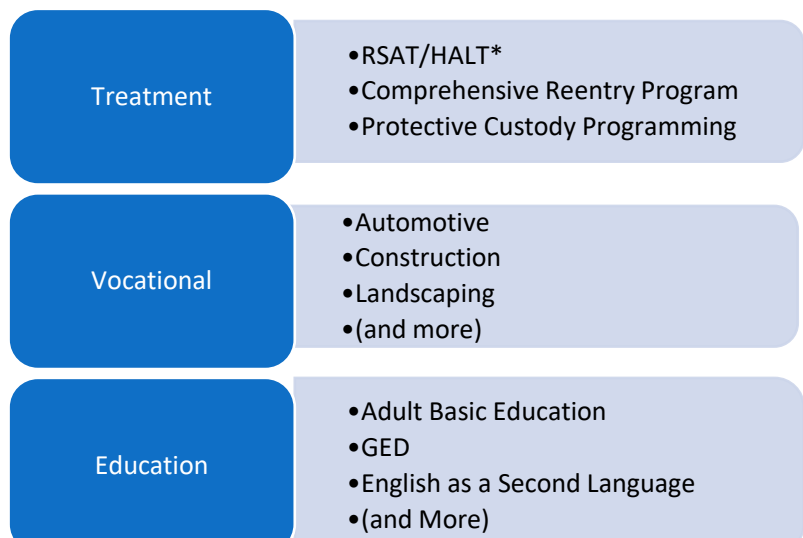 Treatment
•RSAT/HALT*
•Comprehensive Reentry Program
•Protective Custody Programming
Vocational
•Automotive
•Construction
•Landscaping
•(and more)
Education
•Adult Basic Education
•GED
•English as a Second Language
•(and More)